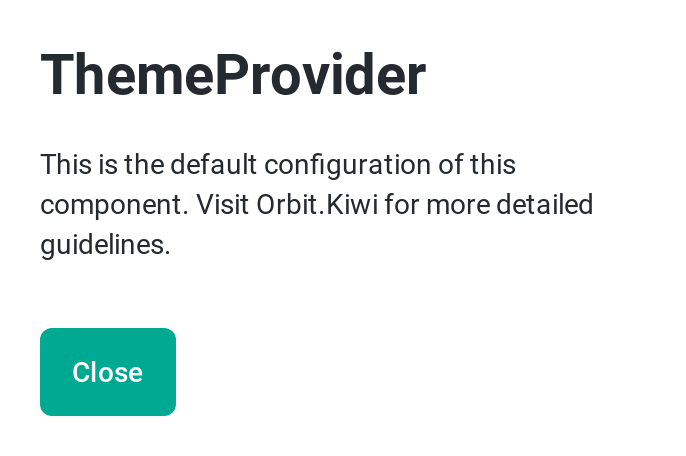 ThemeProvider
This is the default configuration of this
component. Visit Orbit.Kiwi for more detailed
guidelines.
Close